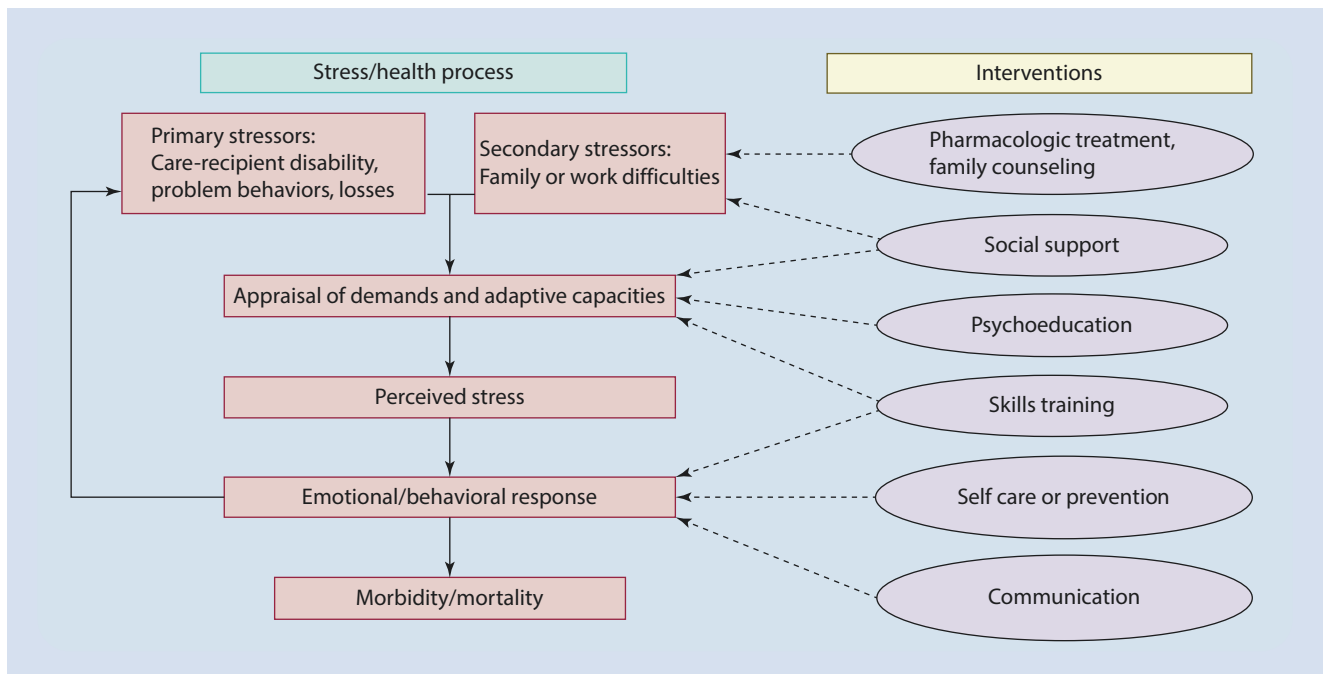 Stress/health process
Interventions
Primary stressors:
Care-recipient disability,
problem behaviors, losses
Secondary stressors:
Family or work difficulties
Pharmacologic treatment,
family counseling
Social support
Appraisal of demands and adaptive capacities
Psychoeducation
Perceived stress
Skills training
Emotional/behavioral response
Self care or prevention
Morbidity/mortality
Communication